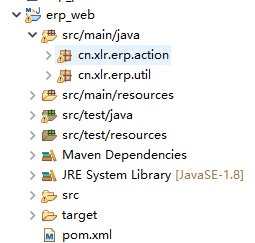 erp_web
src/main/java
cn.xlr.erp.action
cn.xlr.erp.util
src/main/resources
src/test/java
src/test/resources
Maven Dependencies
JRE System Library [JavaSE-1.8]
src
target
pom.xml